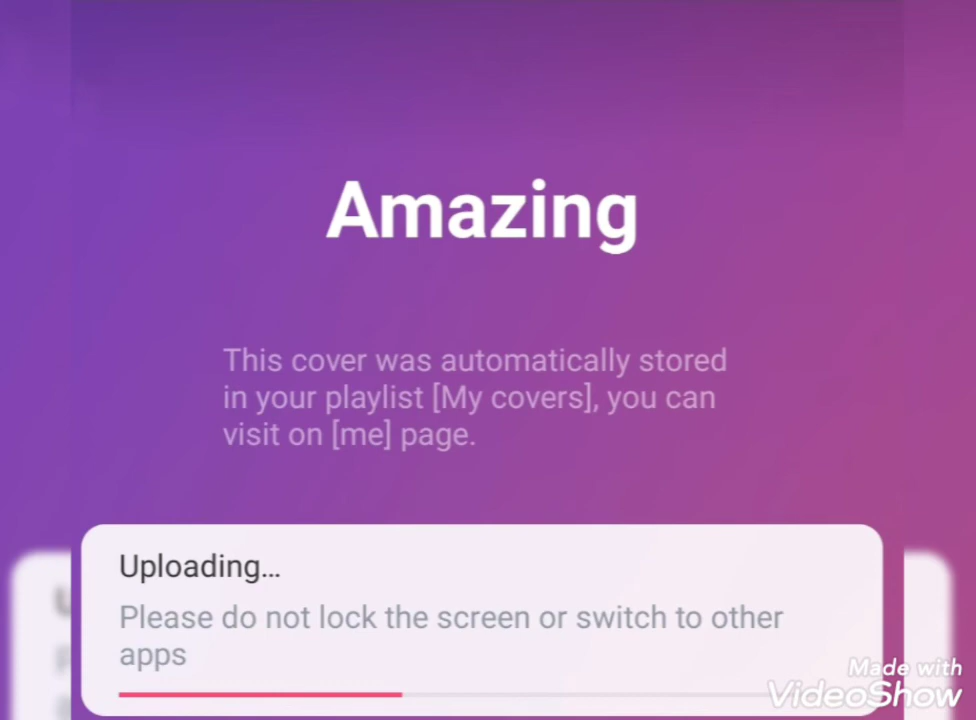 Amazing
This cover was automatically stored
in your playlist [My covers], you can
visit on [me] page.
Uploading...
Please do not lock the screen or switch to other
apps
Made with
VideoShow